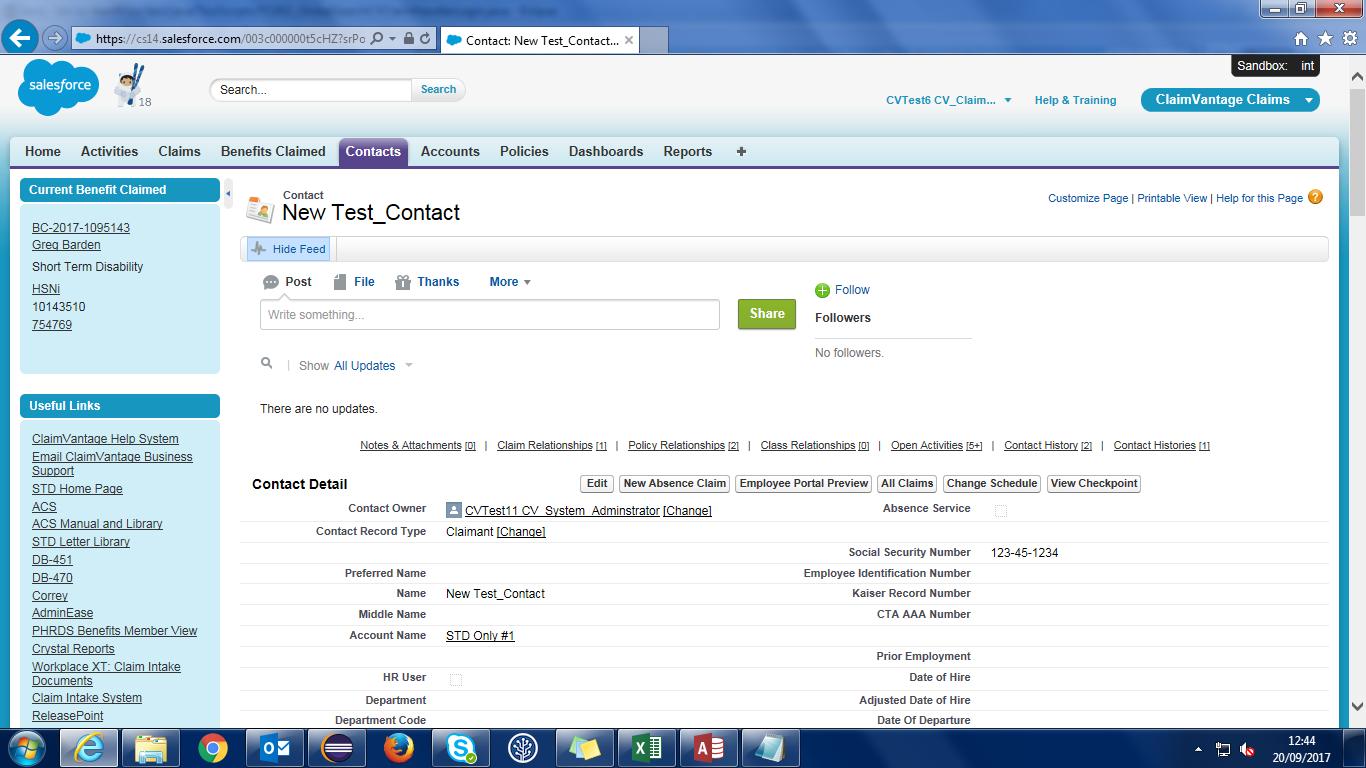 https://cs14.salesforce.com/003c000000t5cHZ?srPo
Contact: New Test_Contact...
Sandbox: int
salesforce
18
Search...
Search
CVTest6 CV_Claim...
Help & Training
ClaimVantage Claims
Home Activities Claims Benefits Claimed Contacts Accounts Policies Dashboards Reports +
Current Benefit Claimed
BC-2017-1095143
Greg Barden
Short Term Disability
HSNi
10143510
754769
Useful Links
ClaimVantage Help System
Email ClaimVantage Business
Support
STD Home Page
ACS
ACS Manual and Library
STD Letter Library
DB-451
DB-470
Correy
AdminEase
PHRDS Benefits Member View
Crystal Reports
Workplace XT: Claim Intake
Documents
Claim Intake System
ReleasePoint
Contact
New Test_Contact
Customize Page | Printable View | Help for this Page
Hide Feed
Post File Thanks More
Write something...
Share
Follow
Followers
No followers.
Show All Updates
There are no updates.
Notes & Attachments [0] | Claim Relationships [1] | Policy Relationships [2] | Class Relationships [0] | Open Activities [5+] | Contact History [2] | Contact Histories [1]
Contact Detail
Edit New Absence Claim Employee Portal Preview All Claims Change Schedule View Checkpoint
Contact Owner CVTest11 CV_System_Adminstrator [Change] Absence Service
Contact Record Type Claimant [Change]
Social Security Number 123-45-1234
Preferred Name Employee Identification Number
Name New Test_Contact Kaiser Record Number
Middle Name CTA AAA Number
Account Name STD Only #1
Prior Employment
HR User Date of Hire
Department Adjusted Date of Hire
Department Code Date Of Departure
12:44
20/09/2017